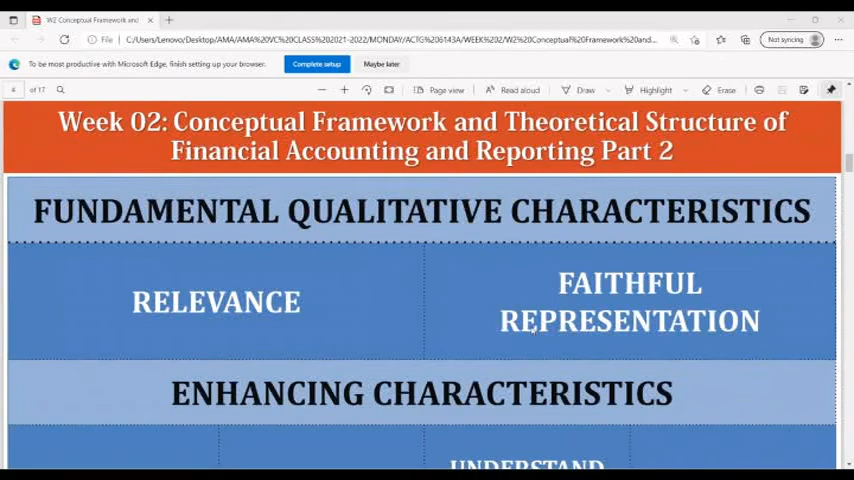 W2 Conceptual Framework and
File
C:/Users/Lenovo/Desktop/AMA/AMA%20VC%20CLASS%202021-2022/MONDAY/ACTG%206143A/WEEK%202/W2%20Conceptual%20Framework%20and...
Not syncing
To be most productive with Microsoft Edge, finish setting up your browser.
Complete setup
Maybe later
of 17
Page view
Read aloud
Draw
Highlight
Erase
Week 02: Conceptual Framework and Theoretical Structure of
Financial Accounting and Reporting Part 2
FUNDAMENTAL QUALITATIVE CHARACTERISTICS
RELEVANCE
FAITHFUL
REPRESENTATION
ENHANCING CHARACTERISTICS
UNDERSTAND